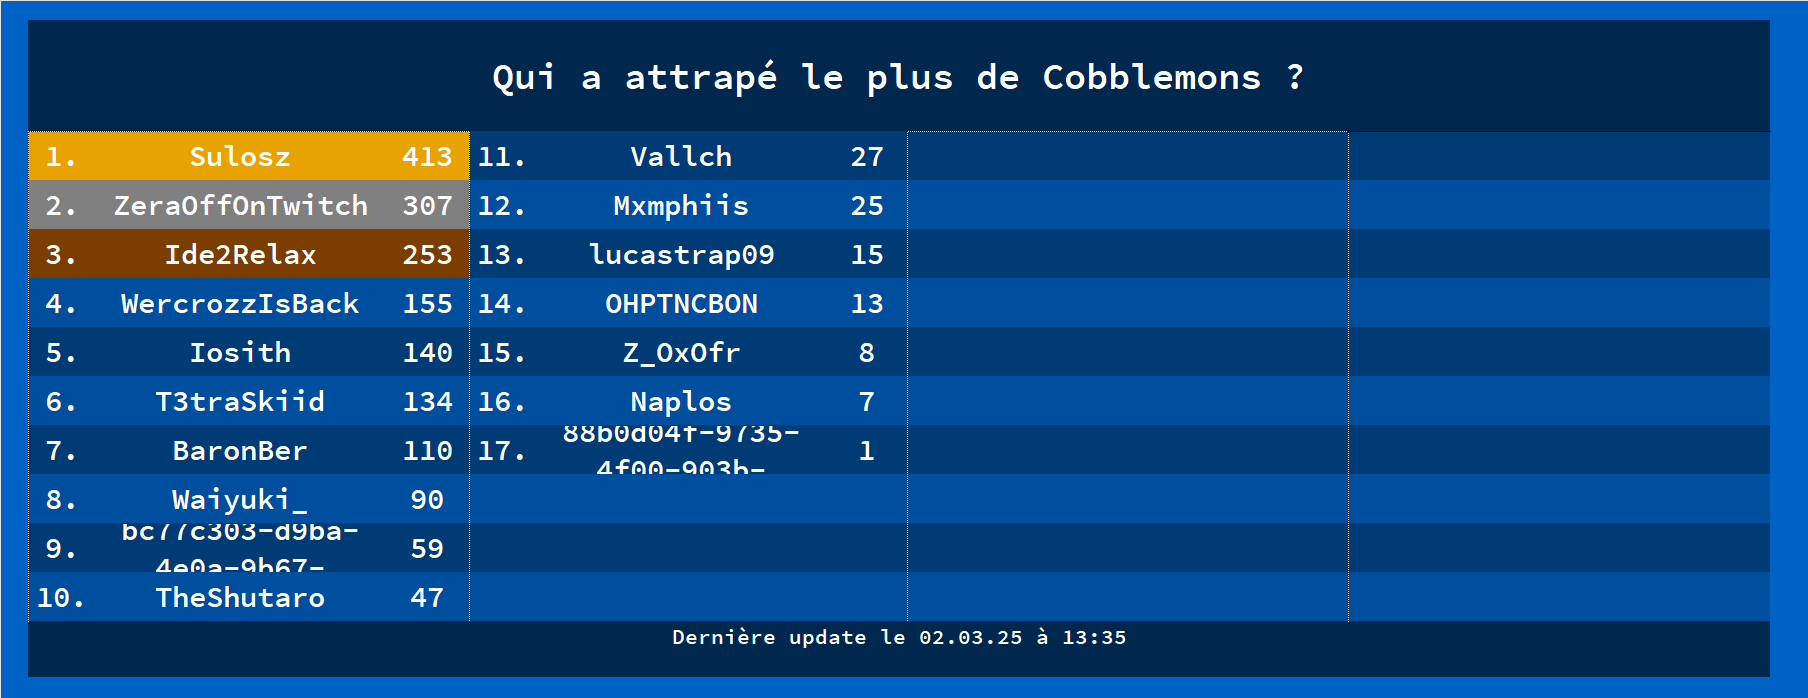 Qui a attrapé le plus de Cobblemons ?
1. Sulosz 413
2. ZeraOffOnTwitch 307
3. Ide2Relax 253
4. WercrozzIsBack 155
5. Iosith 140
6. T3traSkiid 134
7. BaronBer 110
8. Waiyuki_ 90
9. bc77c303-d9ba-4e0a-9b67- 59
10. TheShutaro 47
11. Vallch 27
12. Mxmphiis 25
13. lucastrap09 15
14. OHPTNCBON 13
15. Z_OxOfr 8
16. Naplos 7
17. 88b0d04f-9735-4f00-903b- 1
Dernière update le 02.03.25 à 13:35